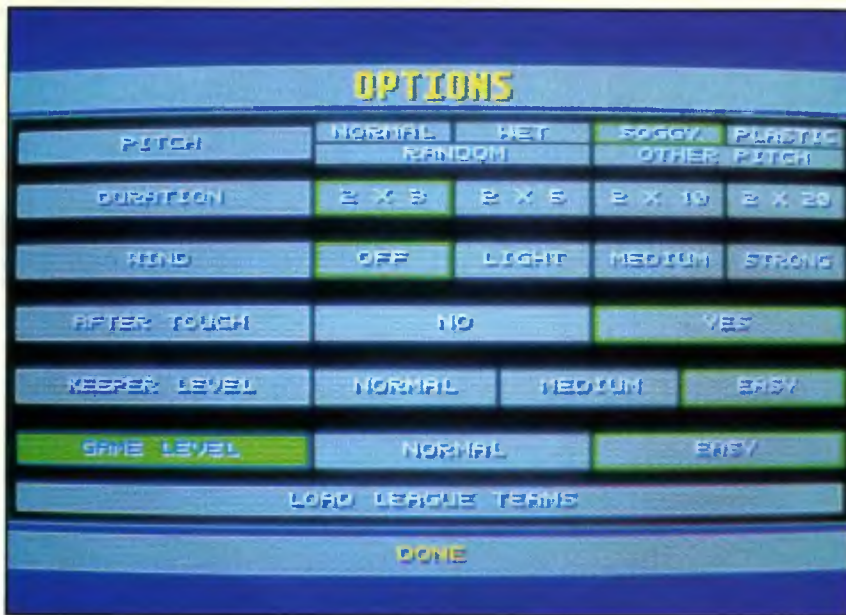 OPTIONS
PITCH NORMAL WET SOGGY PLASTIC
RANDOM OTHER PITCH
DURATION 2 X 3 2 X 5 2 X 10 2 X 20
WIND OFF LIGHT MEDIUM STRONG
AFTER TOUCH NO YES
KEEPER LEVEL NORMAL MEDIUM EASY
GAME LEVEL NORMAL EASY
LOAD LEAGUE TEAMS
DONE